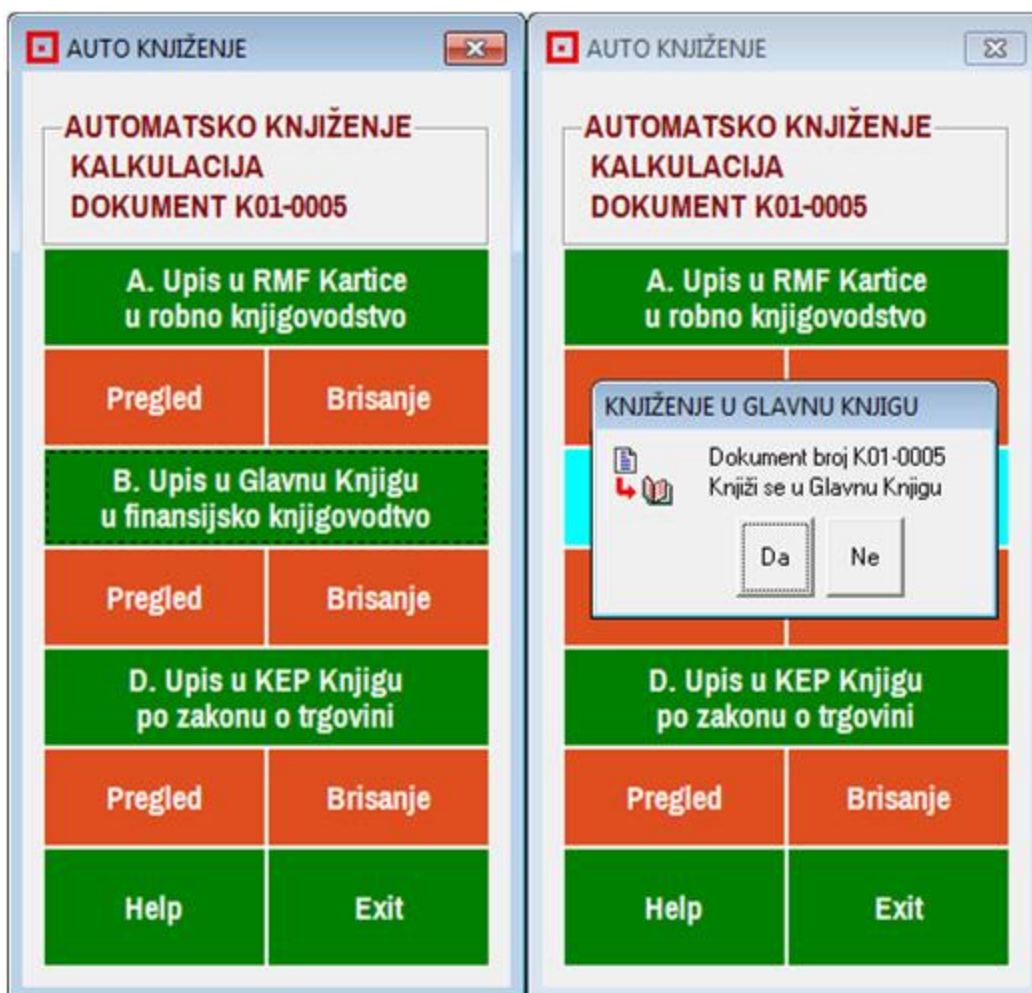 AUTO KNJIŽENJE
AUTOMATSKO KNJIŽENJE
KALKULACIJA
DOKUMENT K01-0005
A. Upis u RMF Kartice
u robno knjigovodstvo
Pregled Brisanje
B. Upis u Glavnu Knjigu
u finansijsko knjigovodtvo
Pregled Brisanje
D. Upis u KEP Knjigu
po zakonu o trgovini
Pregled Brisanje
Help Exit
AUTO KNJIŽENJE
AUTOMATSKO KNJIŽENJE
KALKULACIJA
DOKUMENT K01-0005
A. Upis u RMF Kartice
u robno knjigovodstvo
KNJIŽENJE U GLAVNU KNJIGU
Dokument broj K01-0005
Knjiži se u Glavnu Knjigu
Da Ne
D. Upis u KEP Knjigu
po zakonu o trgovini
Pregled Brisanje
Help Exit